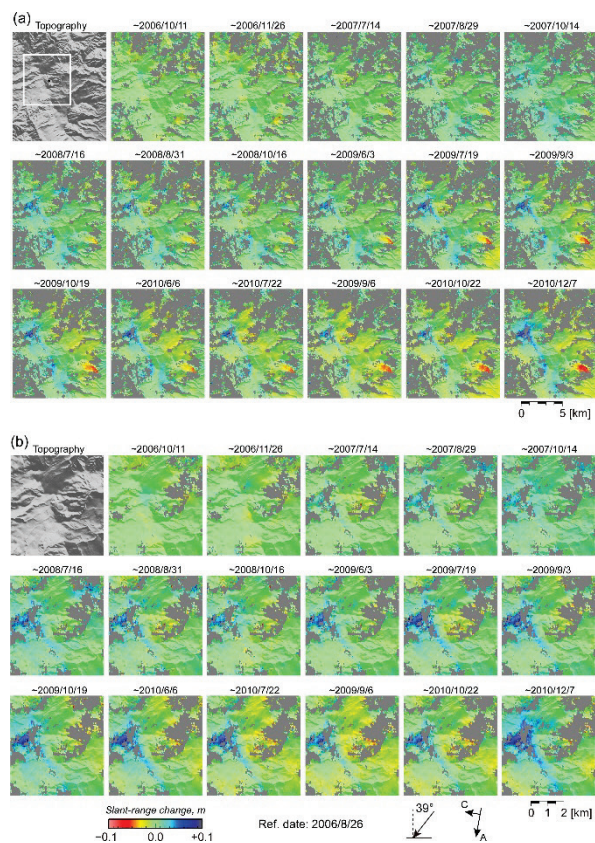 (a)
Topography ~2006/10/11 ~2006/11/26 ~2007/7/14 ~2007/8/29 ~2007/10/14
~2008/7/16 ~2008/8/31 ~2008/10/16 ~2009/6/3 ~2009/7/19 ~2009/9/3
~2009/10/19 ~2010/6/6 ~2010/7/22 ~2009/9/6 ~2010/10/22 ~2010/12/7
0 5 [km]
(b)
Topography ~2006/10/11 ~2006/11/26 ~2007/7/14 ~2007/8/29 ~2007/10/14
~2008/7/16 ~2008/8/31 ~2008/10/16 ~2009/6/3 ~2009/7/19 ~2009/9/3
~2009/10/19 ~2010/6/6 ~2010/7/22 ~2009/9/6 ~2010/10/22 ~2010/12/7
Slant-range change, m
−0.1 0.0 +0.1
Ref. date: 2006/8/26
39°
C
A
0 1 2 [km]